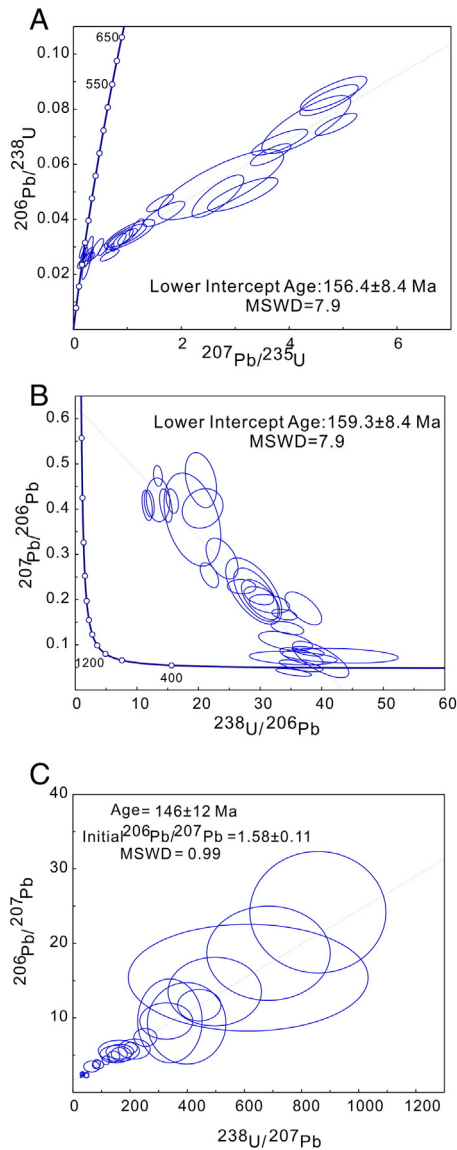 A
650
550
0.10
0.08
0.06
0.04
0.02
206Pb/238U
Lower Intercept Age:156.4±8.4 Ma
MSWD=7.9
0
2
4
6
207Pb/235U
B
0.6
0.5
0.4
0.3
0.2
0.1
207Pb/206Pb
Lower Intercept Age:159.3±8.4 Ma
MSWD=7.9
1200
400
0
10
20
30
40
50
60
238U/206Pb
C
40
30
20
10
206Pb/207Pb
Age= 146±12 Ma
Initial206Pb/207Pb =1.58±0.11
MSWD = 0.99
0
200
400
600
800
1000
1200
238U/207Pb